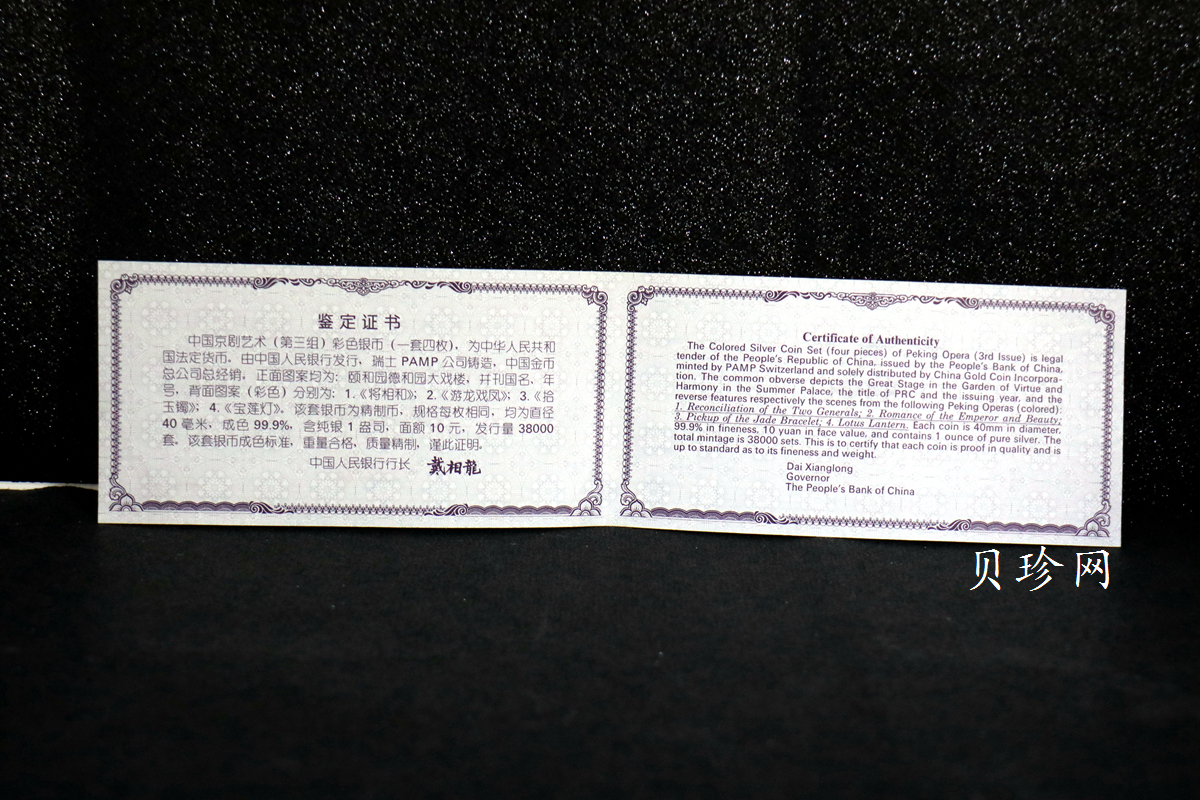 鉴定证书
中国京剧艺术（第三组）彩色银币（一套四枚），为中华人民共和
国法定货币，由中国人民银行发行，瑞士 PAMP 公司铸造，中国金币
总公司总经销，正面图案均为：颐和园德和园大戏楼，并刊国名、年
号，背面图案（彩色）分别为：1.《将相和》；2.《游龙戏凤》；3.《拾
玉镯》；4.《宝莲灯》。该套银币为精制币，规格每枚相同，均为直径
40 毫米，成色 99.9%，含纯银 1 盎司，面额 10 元，发行量 38000
套。该套银币成色标准，重量合格，质量精制，谨此证明。
中国人民银行行长 戴相龍
Certificate of Authenticity
The Colored Silver Coin Set (four pieces) of Peking Opera (3rd Issue) is legal
tender of the People's Republic of China, issued by the People's Bank of China,
minted by PAMP Switzerland and solely distributed by China Gold Coin Incorpora-
tion. The common obverse depicts the Great Stage in the Garden of Virtue and
Harmony in the Summer Palace, the title of PRC and the issuing year, and the
reverse features respectively the scenes from the following Peking Operas (colored):
1. Reconciliation of the Two Generals; 2. Romance of the Emperor and Beauty;
3. Pickup of the Jade Bracelet; 4. Lotus Lantern. Each coin is 40mm in diameter,
99.9% in fineness, 10 yuan in face value, and contains 1 ounce of pure silver. The
total mintage is 38000 sets. This is to certify that each coin is proof in quality and is
up to standard as to its fineness and weight.
Dai Xianglong
Governor
The People's Bank of China
贝珍网